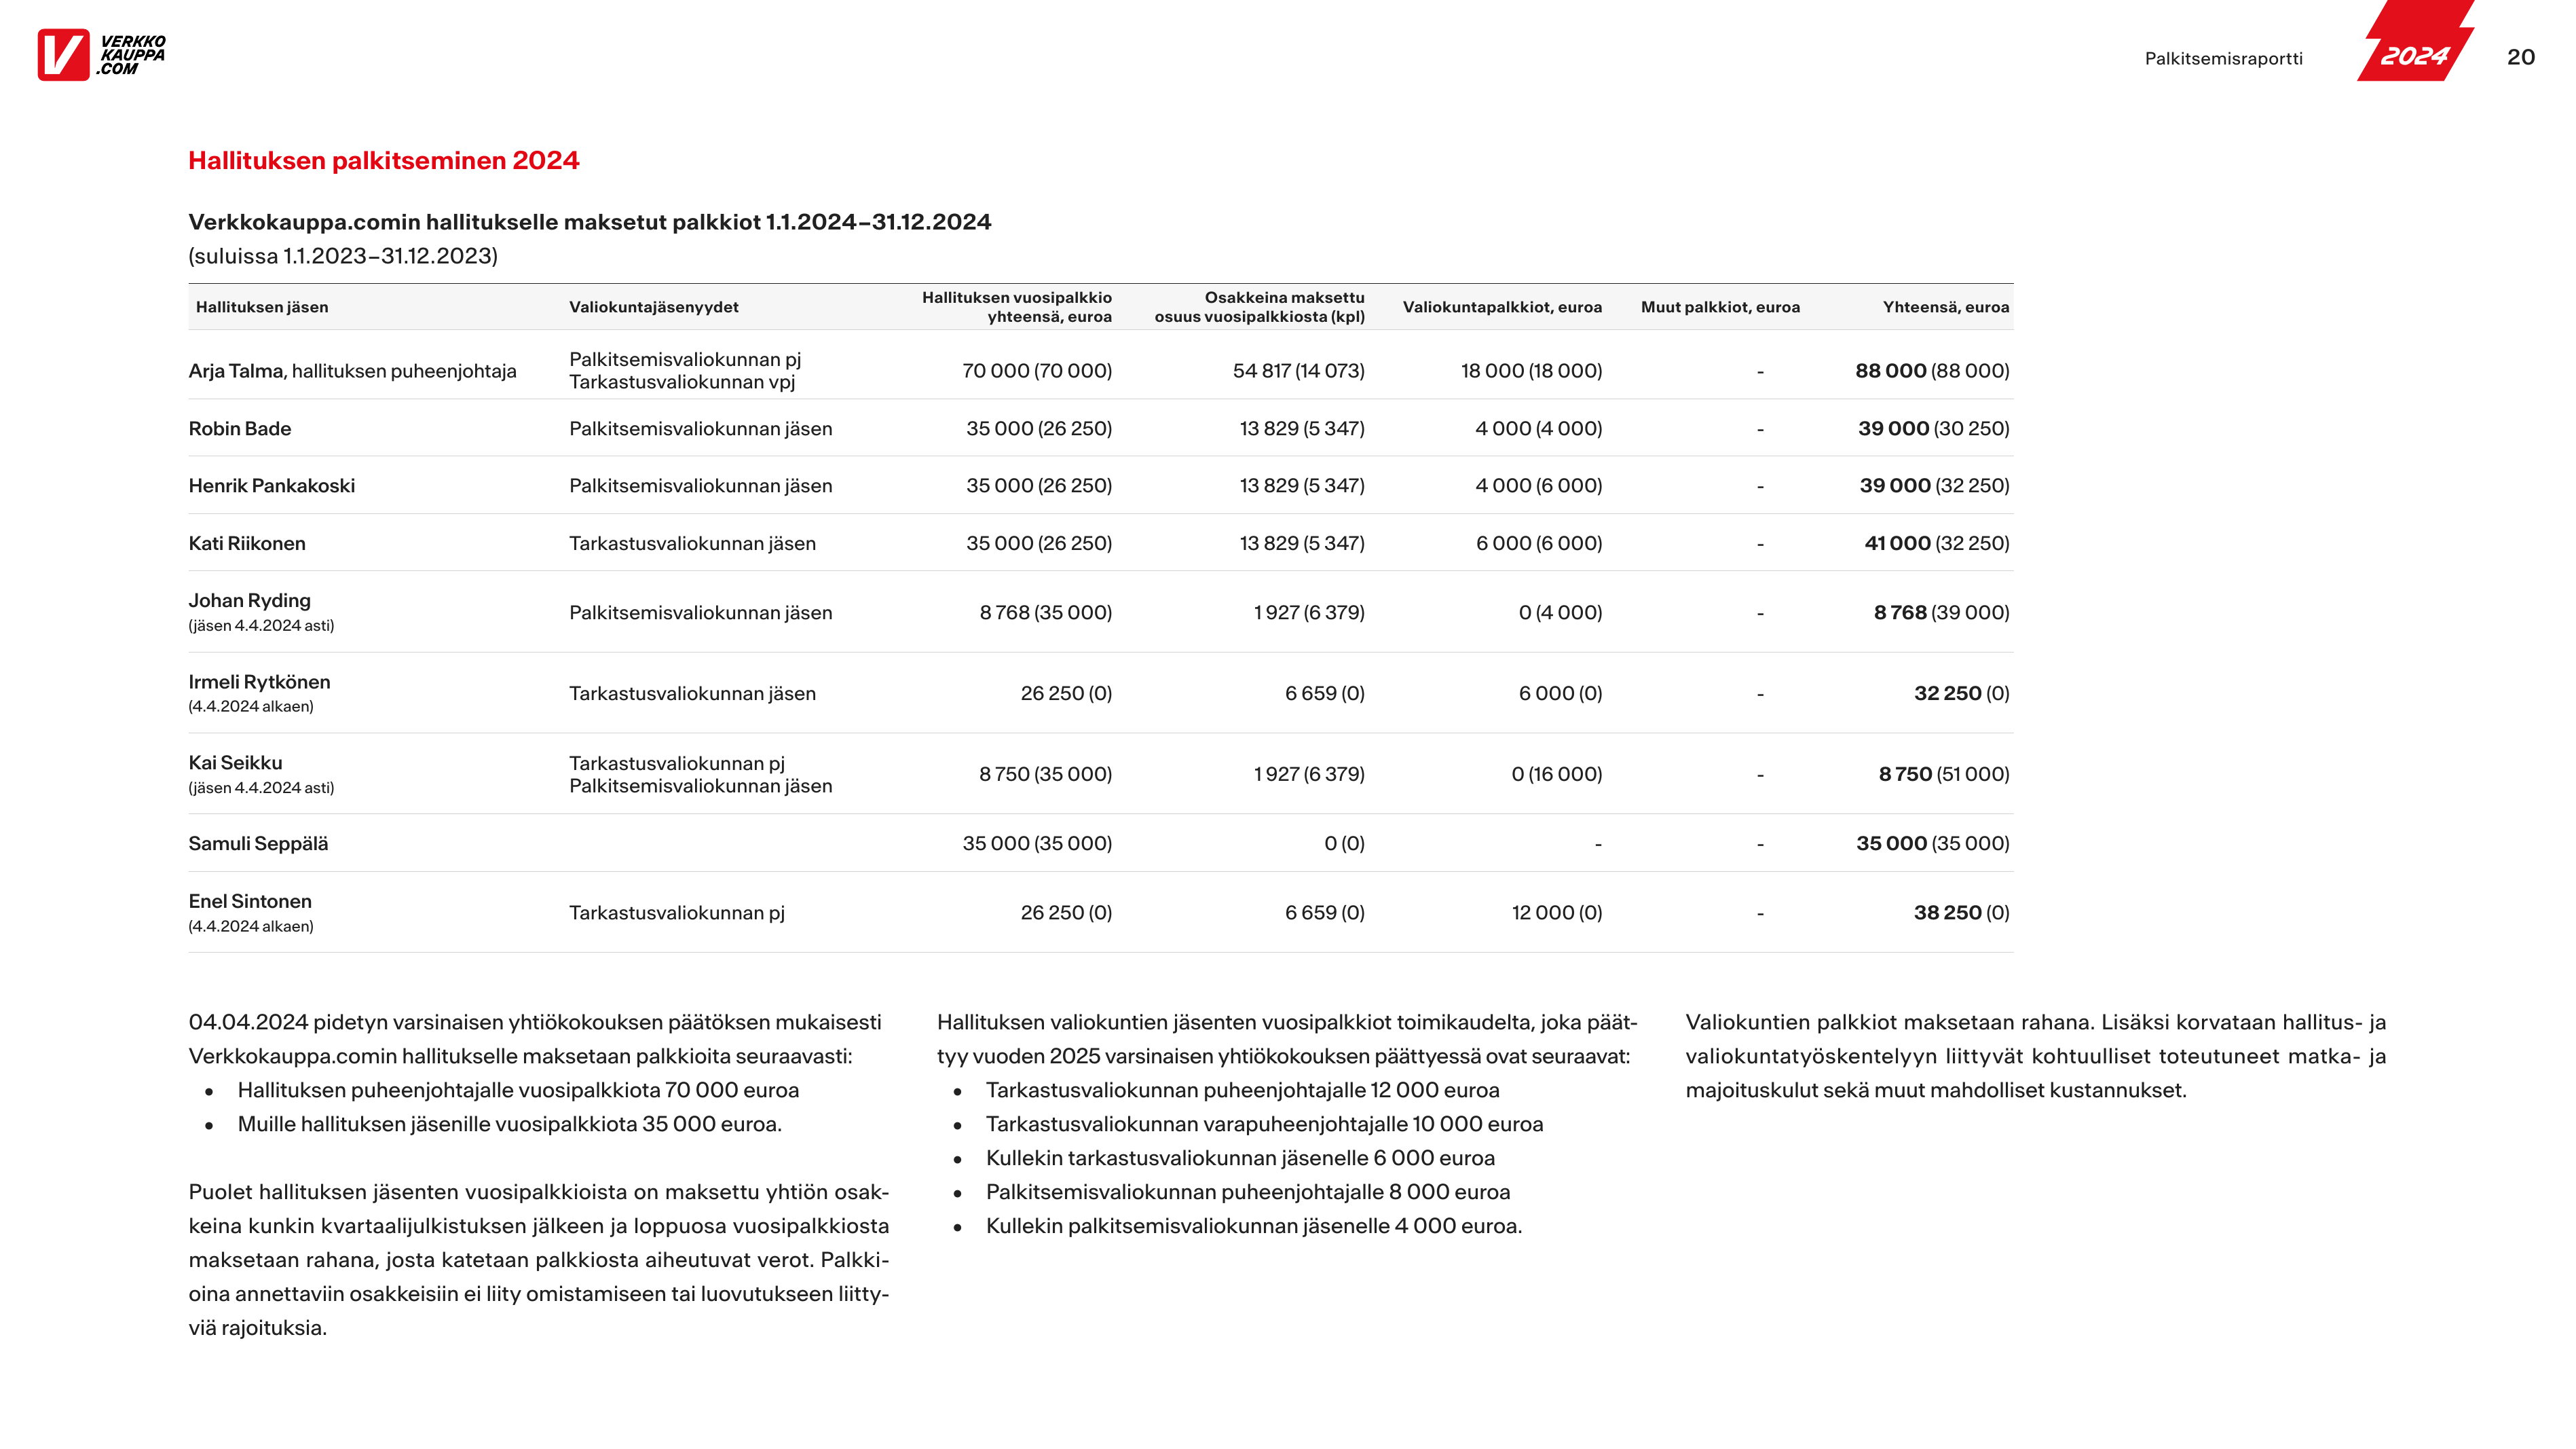 VERKKO
KAUPPA
.COM
Palkitsemisraportti
2024
20
Hallituksen palkitseminen 2024
Verkkokauppa.comin hallitukselle maksetut palkkiot 1.1.2024–31.12.2024
(suluissa 1.1.2023–31.12.2023)
Hallituksen jäsen Valiokuntajäsenyydet Hallituksen vuosipalkkio yhteensä, euroa Osakkeina maksettu osuus vuosipalkkiosta (kpl) Valiokuntapalkkiot, euroa Muut palkkiot, euroa Yhteensä, euroa
Arja Talma, hallituksen puheenjohtaja Palkitsemisvaliokunnan pj Tarkastusvaliokunnan vpj 70 000 (70 000) 54 817 (14 073) 18 000 (18 000) - 88 000 (88 000)
Robin Bade Palkitsemisvaliokunnan jäsen 35 000 (26 250) 13 829 (5 347) 4 000 (4 000) - 39 000 (30 250)
Henrik Pankakoski Palkitsemisvaliokunnan jäsen 35 000 (26 250) 13 829 (5 347) 4 000 (6 000) - 39 000 (32 250)
Kati Riikonen Tarkastusvaliokunnan jäsen 35 000 (26 250) 13 829 (5 347) 6 000 (6 000) - 41 000 (32 250)
Johan Ryding (jäsen 4.4.2024 asti) Palkitsemisvaliokunnan jäsen 8 768 (35 000) 1 927 (6 379) 0 (4 000) - 8 768 (39 000)
Irmeli Rytkönen (4.4.2024 alkaen) Tarkastusvaliokunnan jäsen 26 250 (0) 6 659 (0) 6 000 (0) - 32 250 (0)
Kai Seikku (jäsen 4.4.2024 asti) Tarkastusvaliokunnan pj Palkitsemisvaliokunnan jäsen 8 750 (35 000) 1 927 (6 379) 0 (16 000) - 8 750 (51 000)
Samuli Seppälä 35 000 (35 000) 0 (0) - - 35 000 (35 000)
Enel Sintonen (4.4.2024 alkaen) Tarkastusvaliokunnan pj 26 250 (0) 6 659 (0) 12 000 (0) - 38 250 (0)
04.04.2024 pidetyn varsinaisen yhtiökokouksen päätöksen mukaisesti
Verkkokauppa.comin hallitukselle maksetaan palkkioita seuraavasti:
• Hallituksen puheenjohtajalle vuosipalkkiota 70 000 euroa
• Muille hallituksen jäsenille vuosipalkkiota 35 000 euroa.
Puolet hallituksen jäsenten vuosipalkkioista on maksettu yhtiön osak-
keina kunkin kvartaalijulkistuksen jälkeen ja loppuosa vuosipalkkiosta
maksetaan rahana, josta katetaan palkkiosta aiheutuvat verot. Palkki-
oina annettaviin osakkeisiin ei liity omistamiseen tai luovutukseen liitty-
viä rajoituksia.
Hallituksen valiokuntien jäsenten vuosipalkkiot toimikaudelta, joka päät-
tyy vuoden 2025 varsinaisen yhtiökokouksen päättyessä ovat seuraavat:
• Tarkastusvaliokunnan puheenjohtajalle 12 000 euroa
• Tarkastusvaliokunnan varapuheenjohtajalle 10 000 euroa
• Kullekin tarkastusvaliokunnan jäsenelle 6 000 euroa
• Palkitsemisvaliokunnan puheenjohtajalle 8 000 euroa
• Kullekin palkitsemisvaliokunnan jäsenelle 4 000 euroa.
Valiokuntien palkkiot maksetaan rahana. Lisäksi korvataan hallitus- ja
valiokuntatyöskentelyyn liittyvät kohtuulliset toteutuneet matka- ja
majoituskulut sekä muut mahdolliset kustannukset.